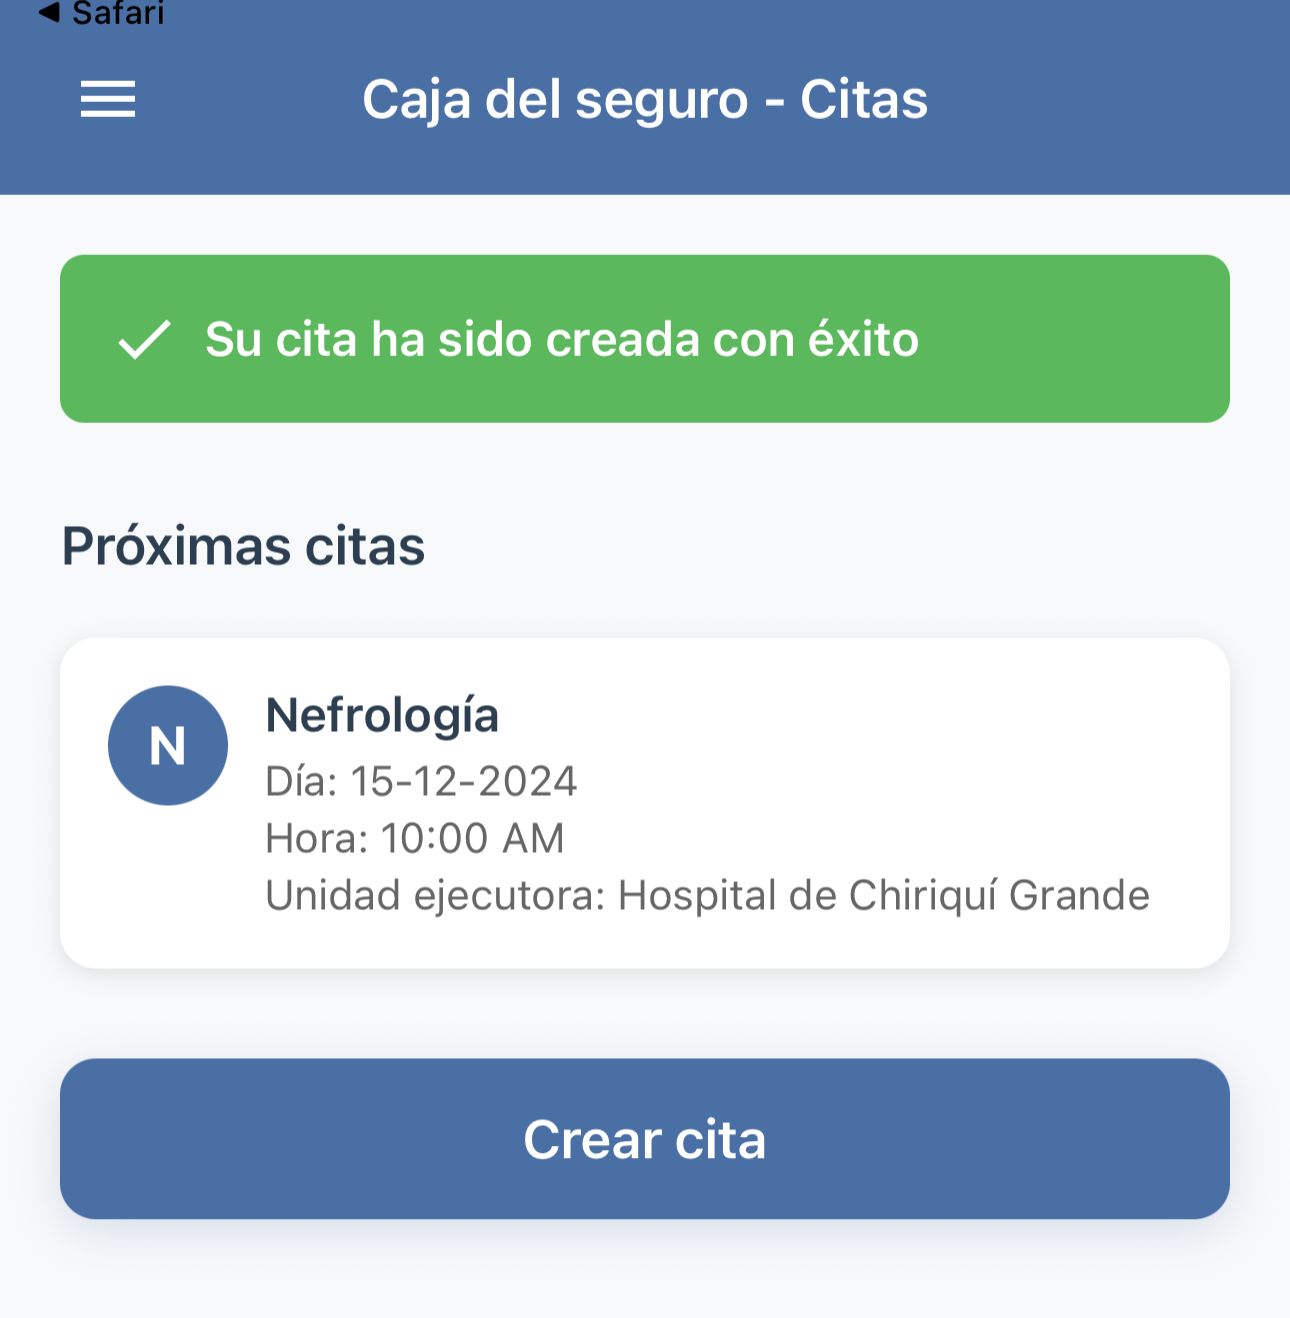 ◀ Safari
Caja del seguro - Citas
Su cita ha sido creada con éxito
Próximas citas
N
Nefrología
Día: 15-12-2024
Hora: 10:00 AM
Unidad ejecutora: Hospital de Chiriquí Grande
Crear cita